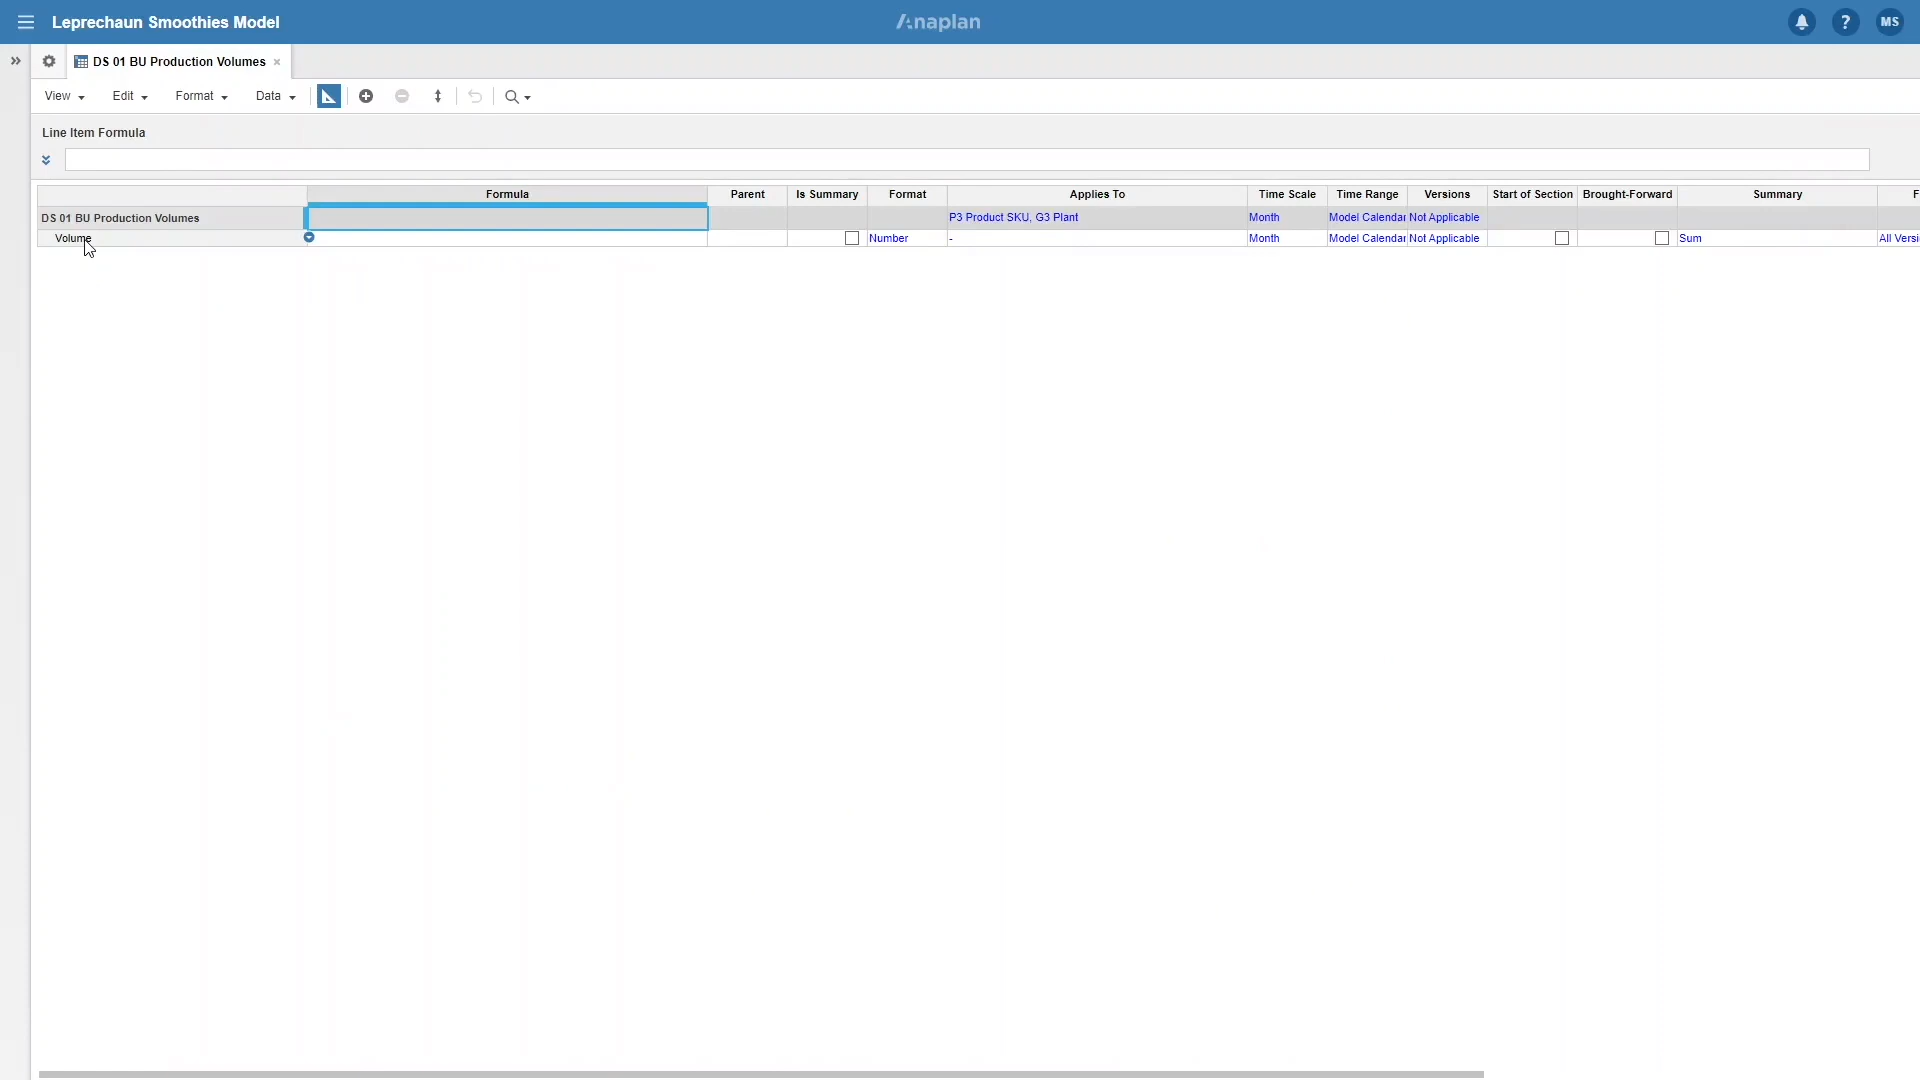 Leprechaun Smoothies Model
Anaplan
? MS
DS 01 BU Production Volumes
View Edit Format Data
Line Item Formula
Formula Parent Is Summary Format Applies To Time Scale Time Range Versions Start of Section Brought-Forward Summary F
DS 01 BU Production Volumes P3 Product SKU, G3 Plant Month Model Calendar Not Applicable
Volume Number - Month Model Calendar Not Applicable Sum All Versi